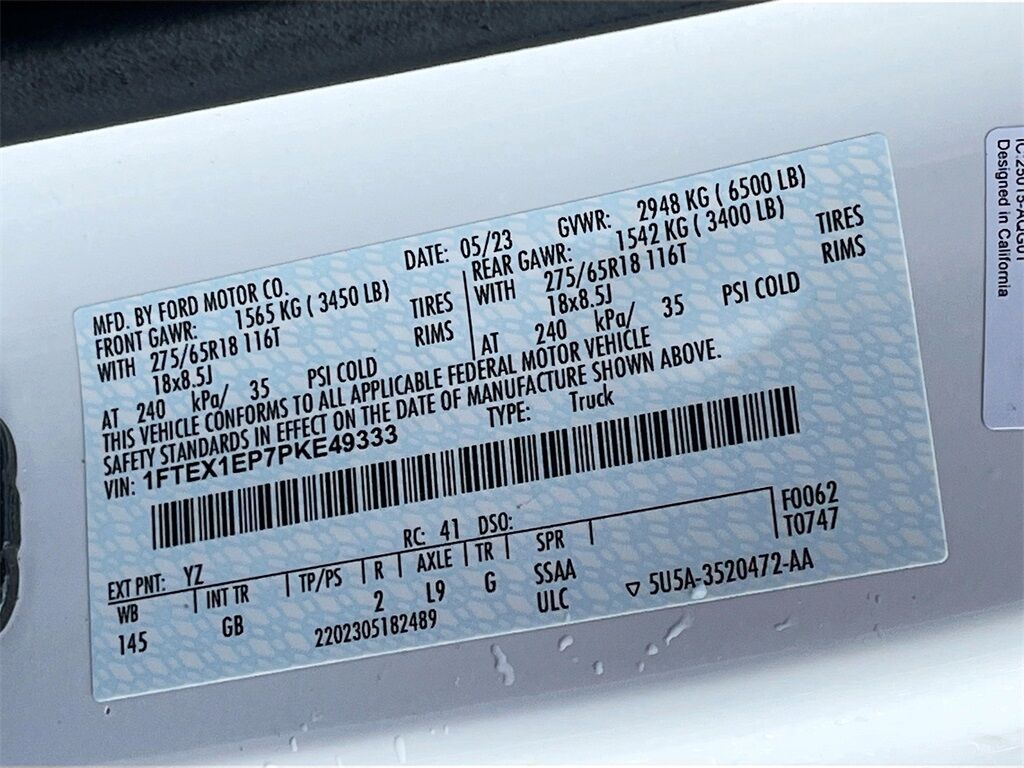 MFD. BY FORD MOTOR CO. DATE: 05/23 GVWR: 2948 KG ( 6500 LB)
FRONT GAWR: 1565 KG ( 3450 LB) REAR GAWR: 1542 KG ( 3400 LB)
WITH 275/65R18 116T TIRES WITH 275/65R18 116T TIRES
18x8.5J RIMS 18x8.5J RIMS
AT 240 kPa/ 35 PSI COLD AT 240 kPa/ 35 PSI COLD
THIS VEHICLE CONFORMS TO ALL APPLICABLE FEDERAL MOTOR VEHICLE
SAFETY STANDARDS IN EFFECT ON THE DATE OF MANUFACTURE SHOWN ABOVE.
VIN: 1FTEX1EP7PKE49333 TYPE: Truck
EXT PNT: YZ RC: 41 DSO: F0062
WB INT TR TP/PS R AXLE TR SPR T0747
145 GB 2 L9 G SSAA
2202305182489 ULC ▽ 5U5A-3520472-AA
Designed in California